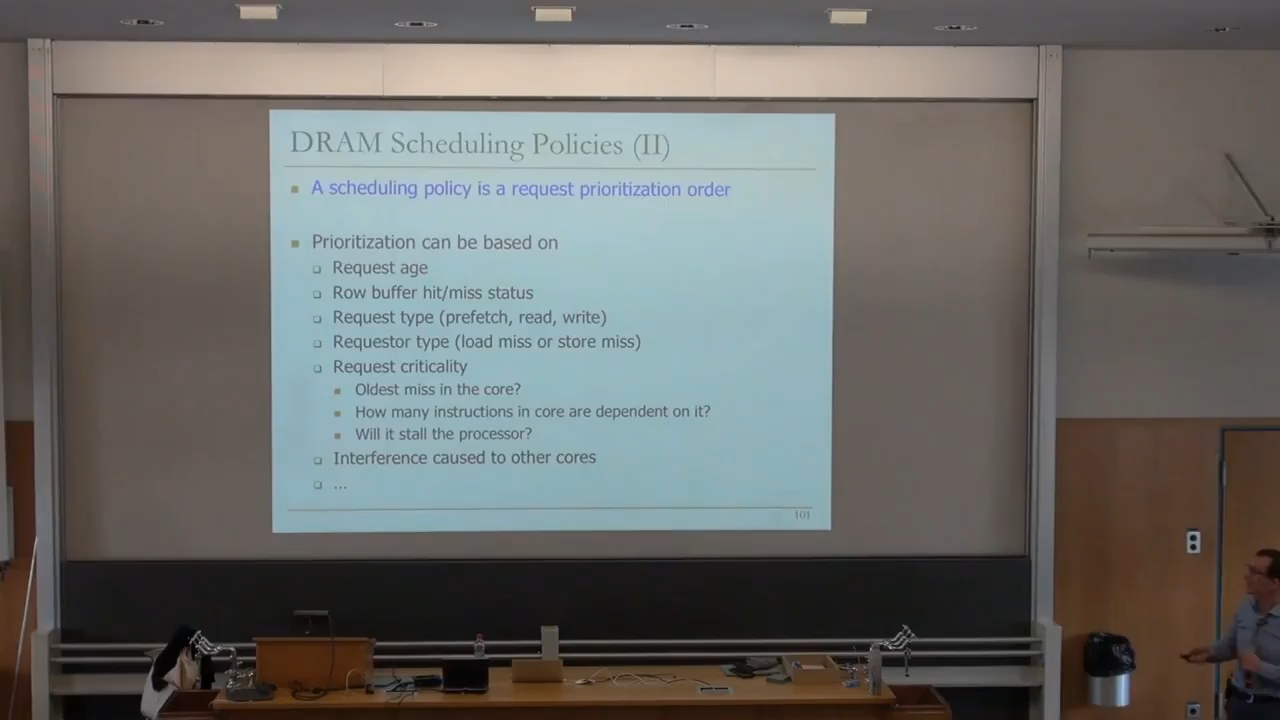 DRAM Scheduling Policies (II)
A scheduling policy is a request prioritization order
Prioritization can be based on
Request age
Row buffer hit/miss status
Request type (prefetch, read, write)
Requestor type (load miss or store miss)
Request criticality
Oldest miss in the core?
How many instructions in core are dependent on it?
Will it stall the processor?
Interference caused to other cores
...
101